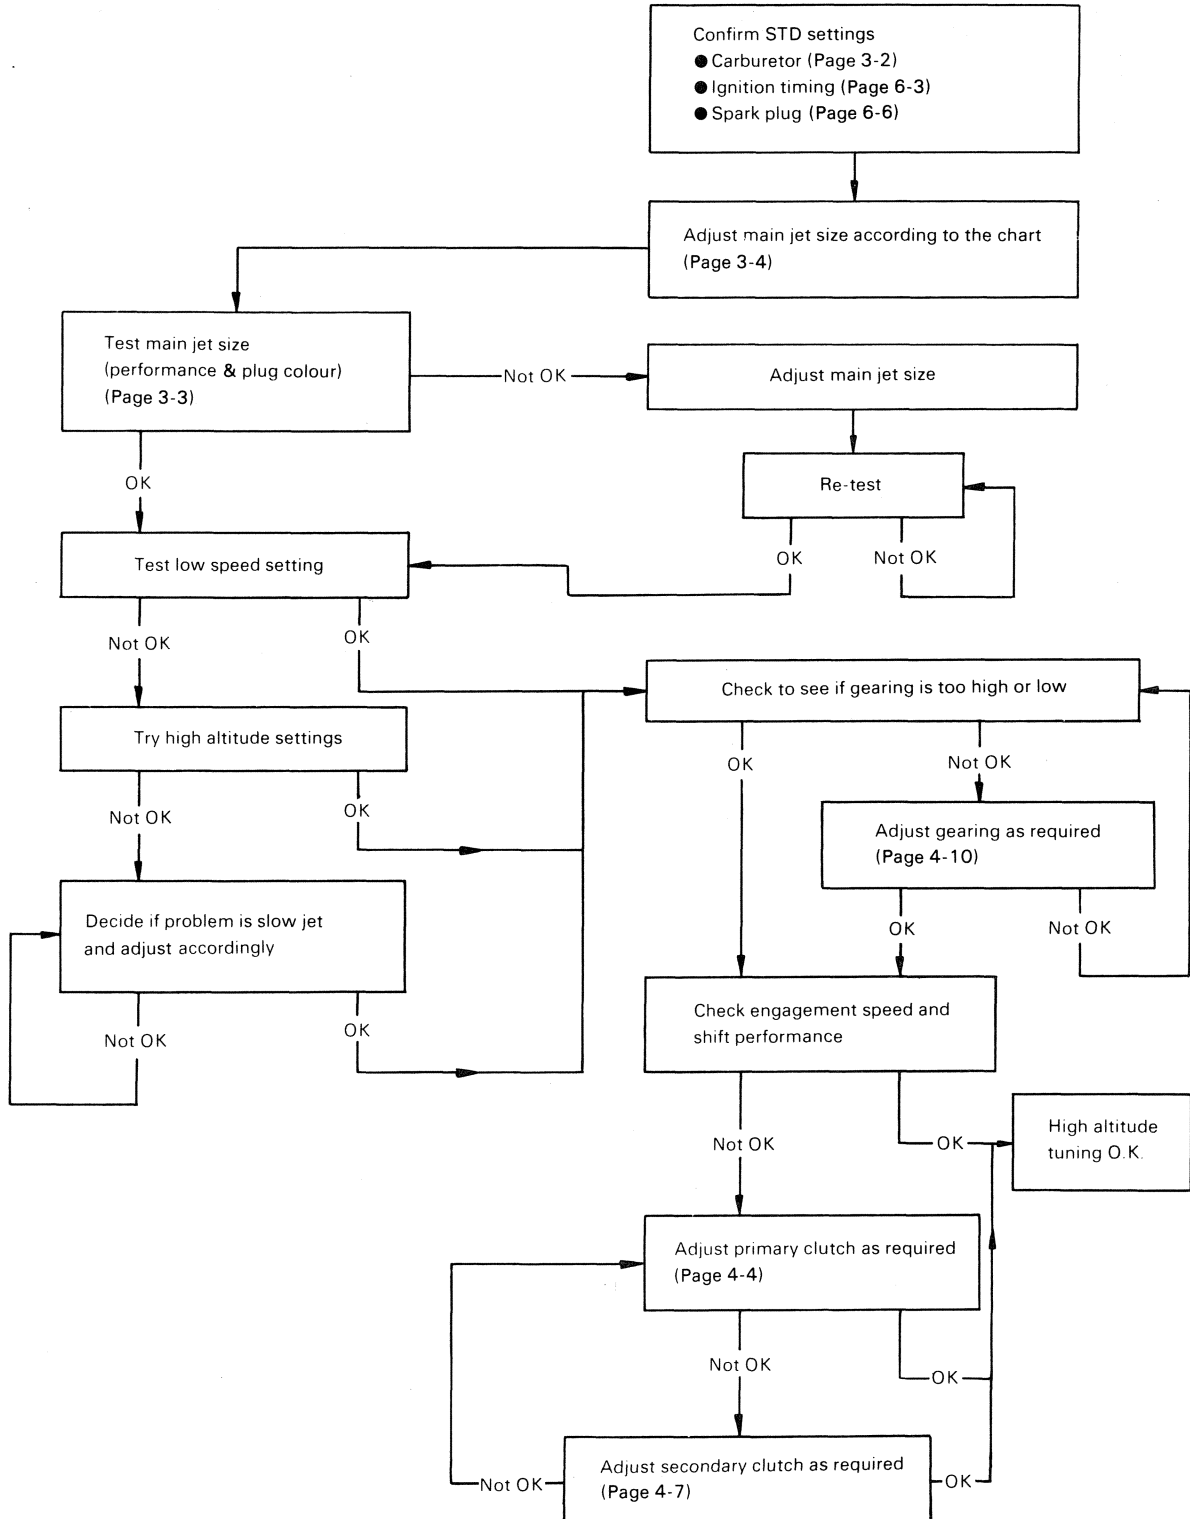 Confirm STD settings
● Carburetor (Page 3-2)
● Ignition timing (Page 6-3)
● Spark plug (Page 6-6)
Adjust main jet size according to the chart
(Page 3-4)
Test main jet size
(performance & plug colour)
(Page 3-3)
Not OK
Adjust main jet size
OK
Re-test
OK
Not OK
Test low speed setting
Not OK
OK
Check to see if gearing is too high or low
Try high altitude settings
OK
Not OK
Not OK
OK
Adjust gearing as required
(Page 4-10)
Decide if problem is slow jet
and adjust accordingly
OK
Not OK
Not OK
OK
Check engagement speed and
shift performance
Not OK
OK
High altitude
tuning O.K.
Adjust primary clutch as required
(Page 4-4)
Not OK
OK
Adjust secondary clutch as required
(Page 4-7)
Not OK
OK